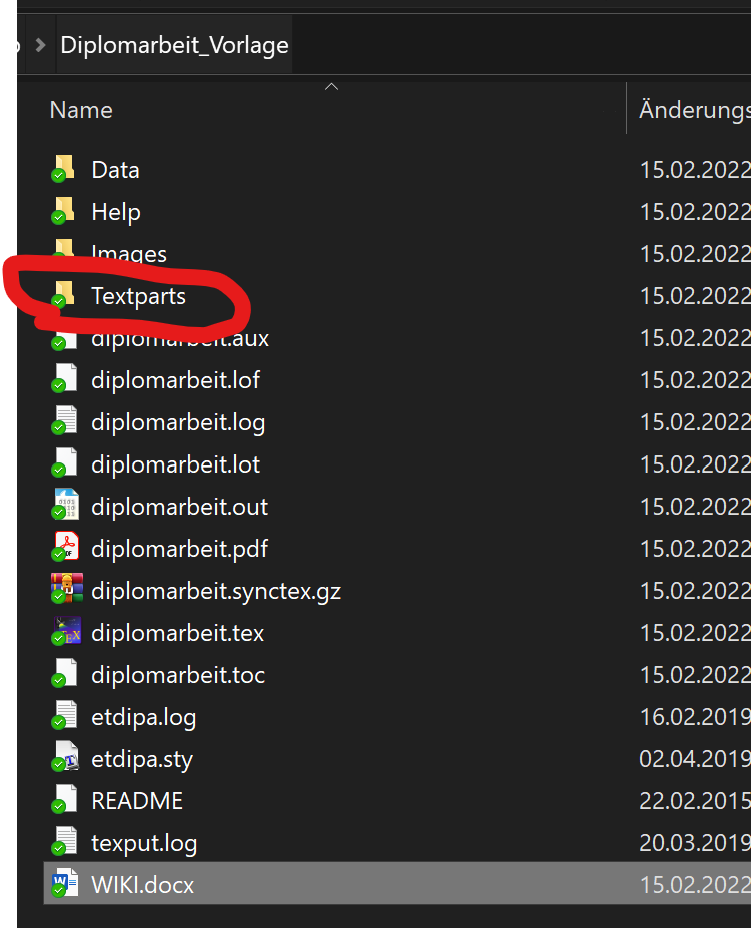 Diplomarbeit_Vorlage
Name Änderungs
Data 15.02.2022
Help 15.02.2022
Images 15.02.2022
Textparts 15.02.2022
diplomarbeit.aux 15.02.2022
diplomarbeit.lof 15.02.2022
diplomarbeit.log 15.02.2022
diplomarbeit.lot 15.02.2022
diplomarbeit.out 15.02.2022
diplomarbeit.pdf 15.02.2022
diplomarbeit.synctex.gz 15.02.2022
diplomarbeit.tex 15.02.2022
diplomarbeit.toc 15.02.2022
etdipa.log 16.02.2019
etdipa.sty 02.04.2019
README 22.02.2015
texput.log 20.03.2019
WIKI.docx 15.02.2022